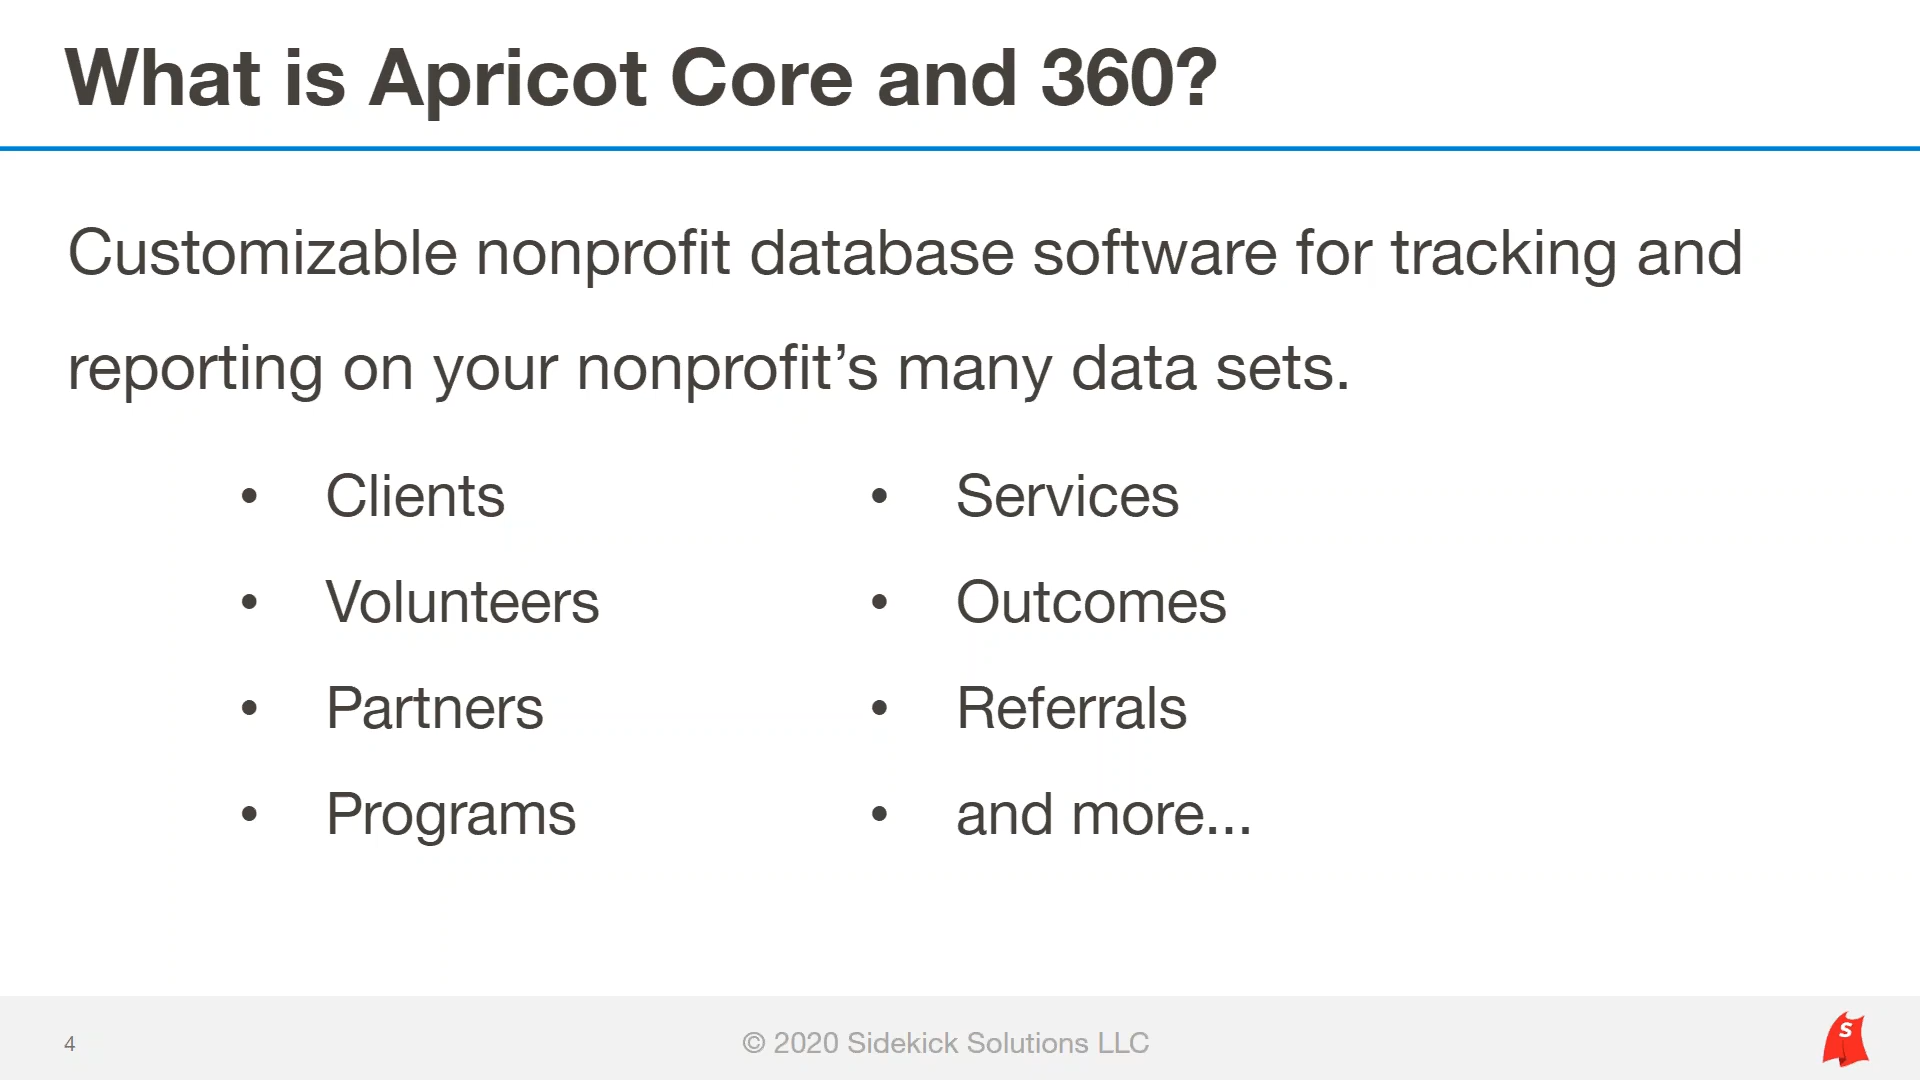 What is Apricot Core and 360?
Customizable nonprofit database software for tracking and
reporting on your nonprofit’s many data sets.
• Clients
• Volunteers
• Partners
• Programs
• Services
• Outcomes
• Referrals
• and more...
4
© 2020 Sidekick Solutions LLC
S